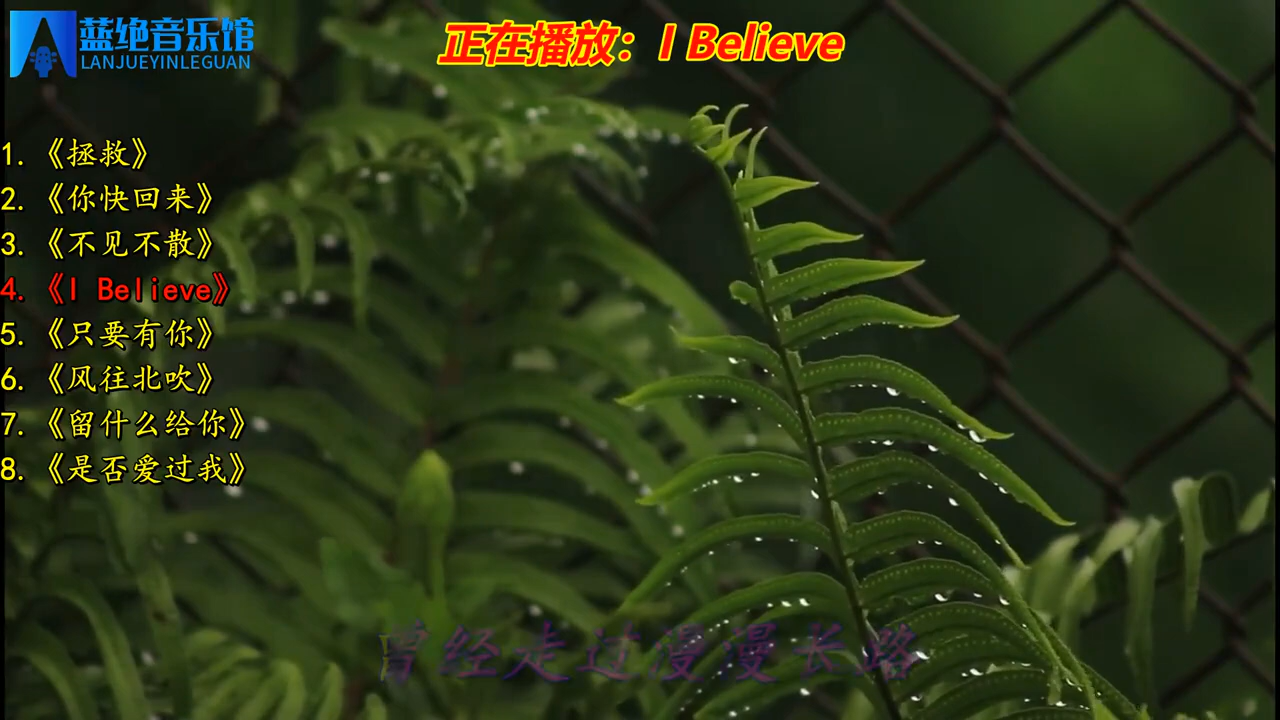 蓝绝音乐馆
LANJUEYINLEGUAN
正在播放：I Believe
1.《拯救》
2.《你快回来》
3.《不见不散》
4.《I Believe》
5.《只要有你》
6.《风往北吹》
7.《留什么给你》
8.《是否爱过我》
曾经走过漫漫长路